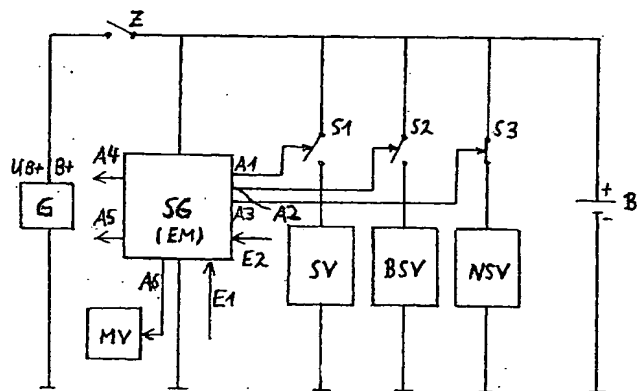 Z
S1
S2
S3
UB+
B+
A4
A1
G
SG
(EM)
A2
A3
A5
E2
SV
BSV
NSV
+
B
-
A6
E1
MV